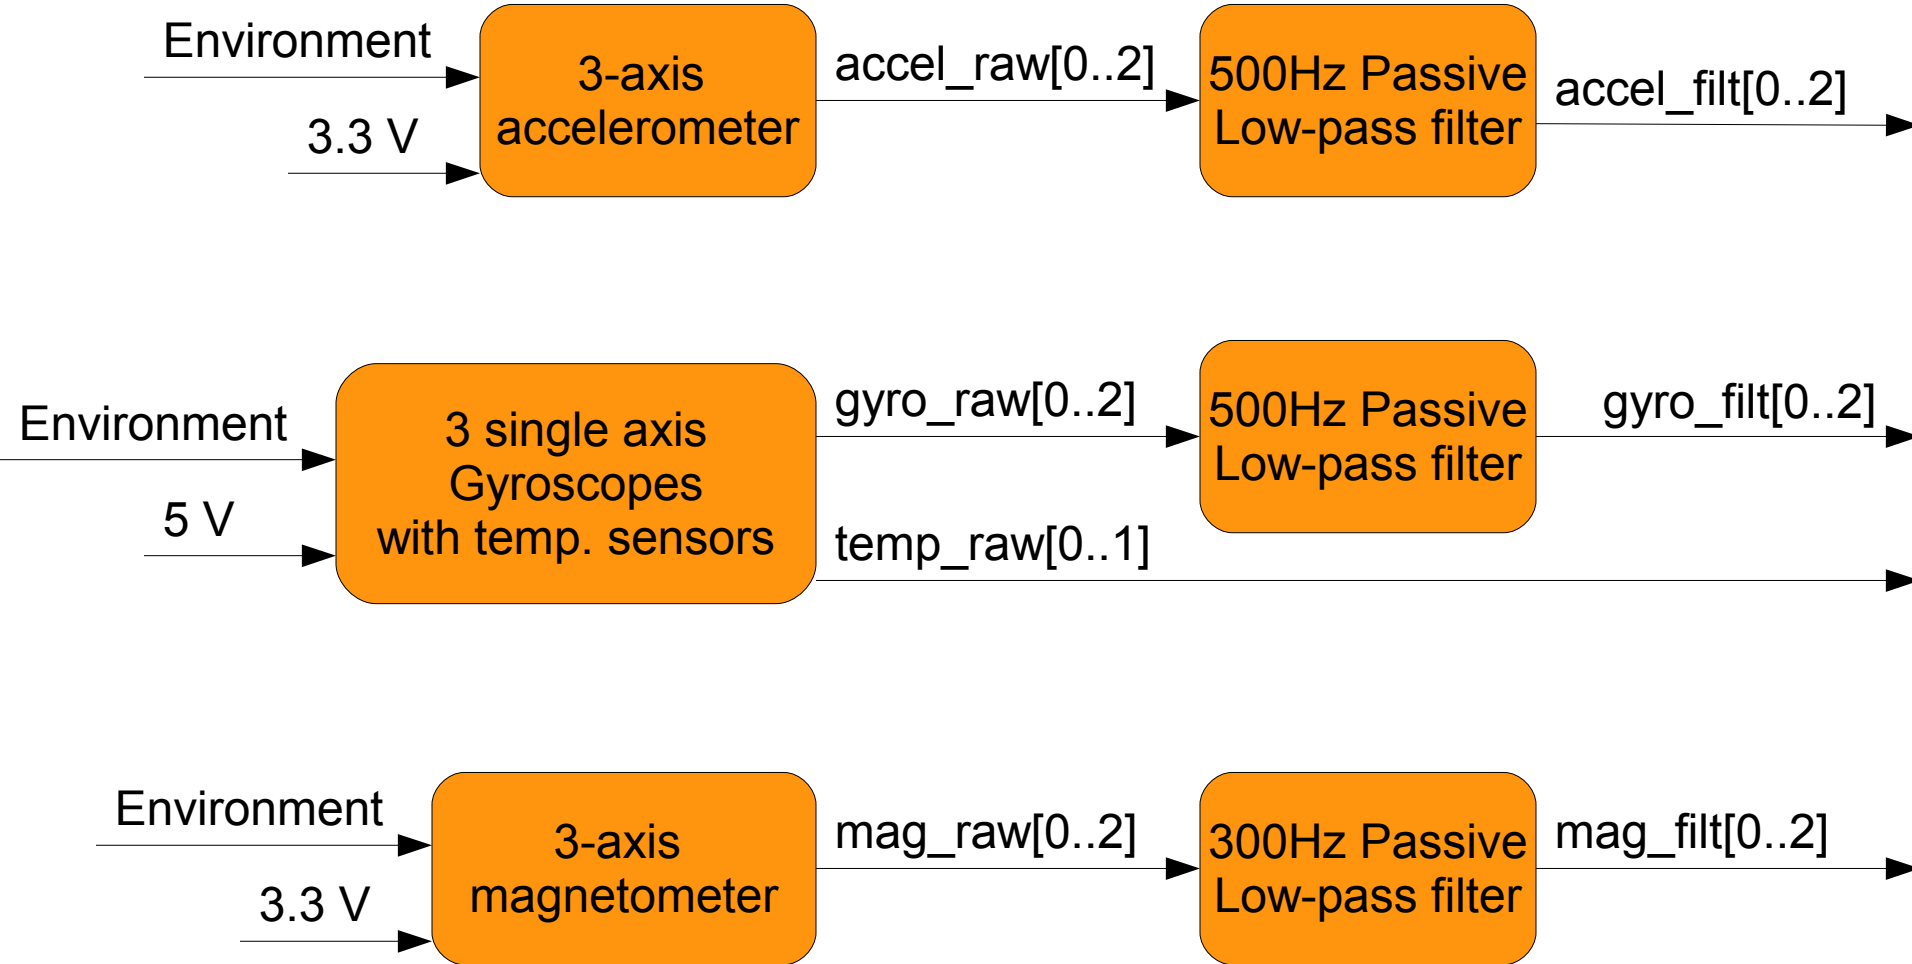 Environment
3.3 V
3-axis
accelerometer
accel_raw[0..2]
500Hz Passive
Low-pass filter
accel_filt[0..2]
Environment
5 V
3 single axis
Gyroscopes
with temp. sensors
gyro_raw[0..2]
temp_raw[0..1]
500Hz Passive
Low-pass filter
gyro_filt[0..2]
Environment
3.3 V
3-axis
magnetometer
mag_raw[0..2]
300Hz Passive
Low-pass filter
mag_filt[0..2]